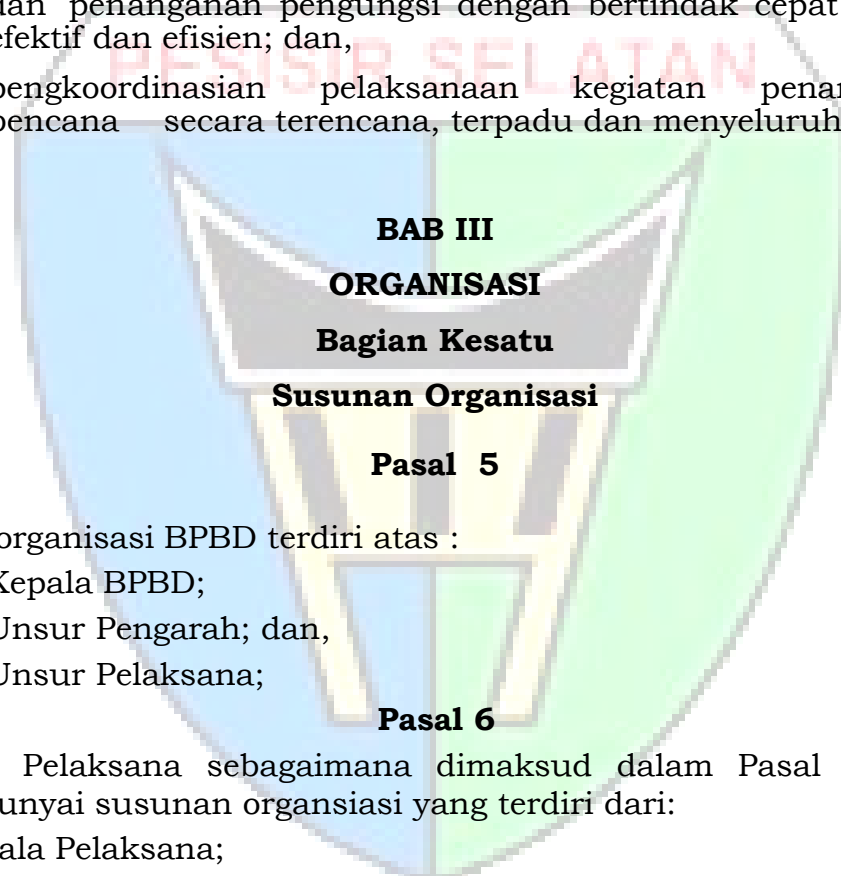 dan penanganan pengungsi dengan bertindak cepat
efektif dan efisien; dan,
PESISIR SELATAN
pengkoordinasian pelaksanaan kegiatan penan
bencana secara terencana, terpadu dan menyeluruh
BAB III
ORGANISASI
Bagian Kesatu
Susunan Organisasi
Pasal 5
organisasi BPBD terdiri atas :
Kepala BPBD;
Unsur Pengarah; dan,
Unsur Pelaksana;
Pasal 6
Pelaksana sebagaimana dimaksud dalam Pasal
unyai susunan organsiasi yang terdiri dari:
ala Pelaksana;